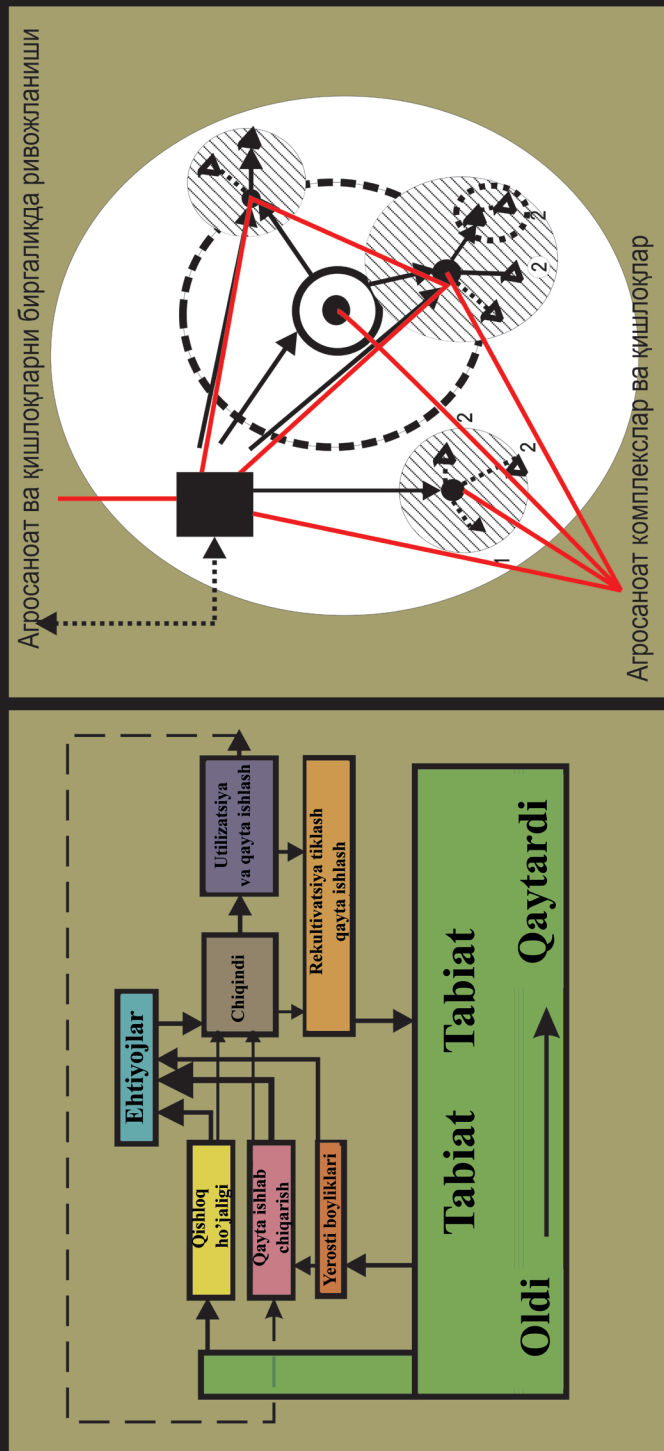 Ehtiyojlar
Qishloq
ho’jaligi
Qayta ishlab
chiqarish
Yerosti boyliklari
Chiqindi
Utilizatsiya
va qayta ishlash
Rekultivatsiya tiklash
qayta ishlash
Tabiat Tabiat
Oldi Qaytardi
Агросаноат ва қишлоқларни биргаликда ривожланиши
1
2
2
2
2
Агросаноат комплекслар ва қишлоқлар